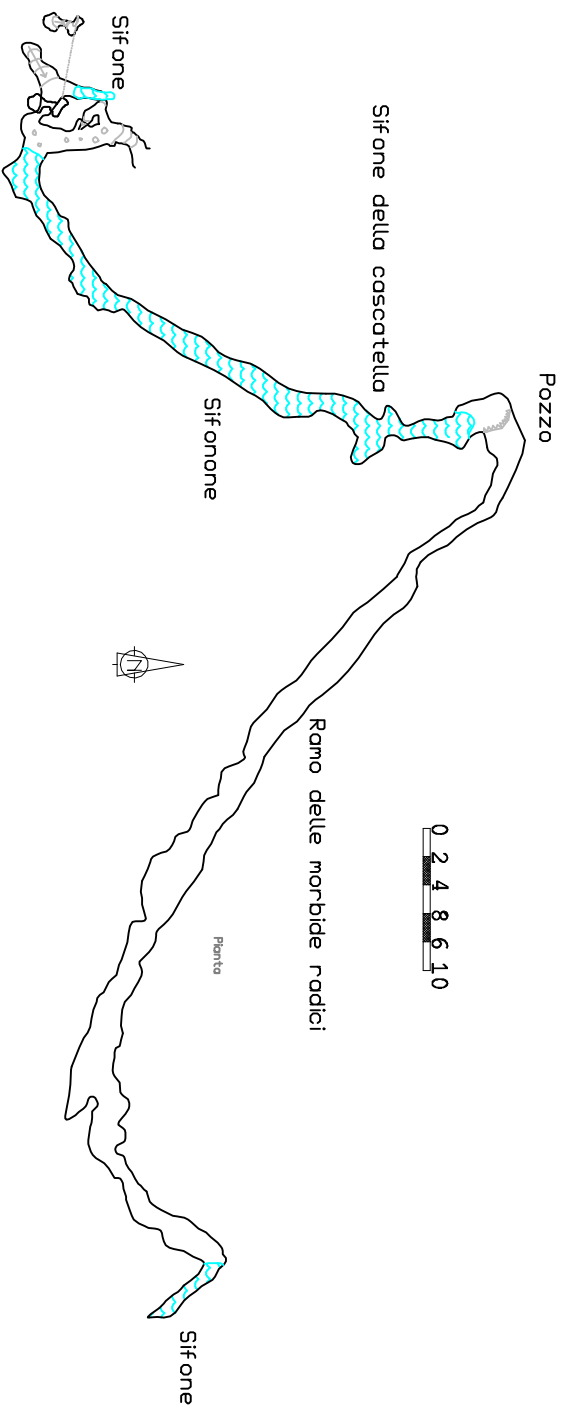 Sifone
Sifone della cascatella
Pozzo
Sifonone
N
Ramo delle morbide radici
0 2 4 8 6 10
Pianta
Sifone